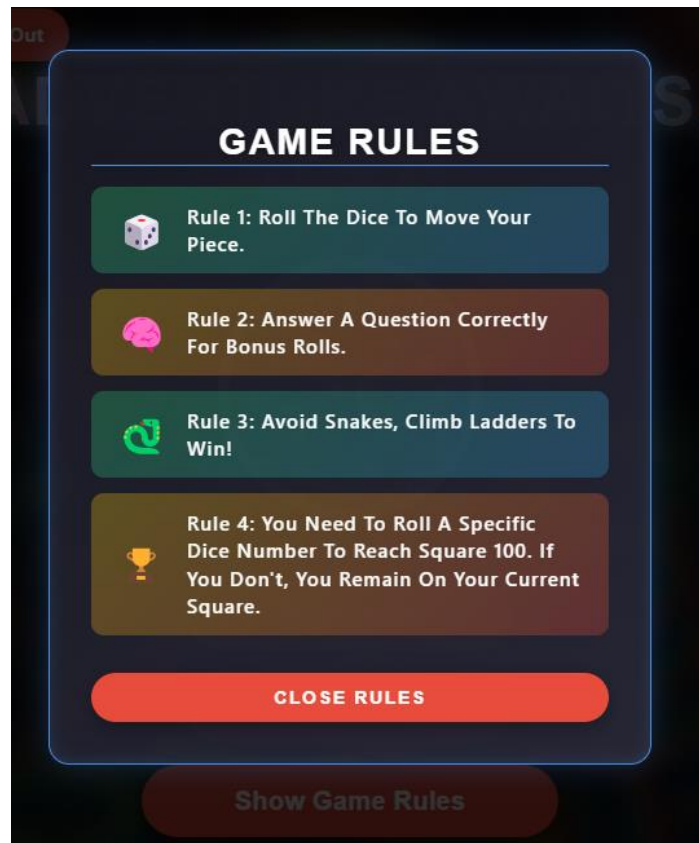 Out
S
GAME RULES
Rule 1: Roll The Dice To Move Your
Piece.
Rule 2: Answer A Question Correctly
For Bonus Rolls.
Rule 3: Avoid Snakes, Climb Ladders To
Win!
Rule 4: You Need To Roll A Specific
Dice Number To Reach Square 100. If
You Don't, You Remain On Your Current
Square.
CLOSE RULES
Show Game Rules